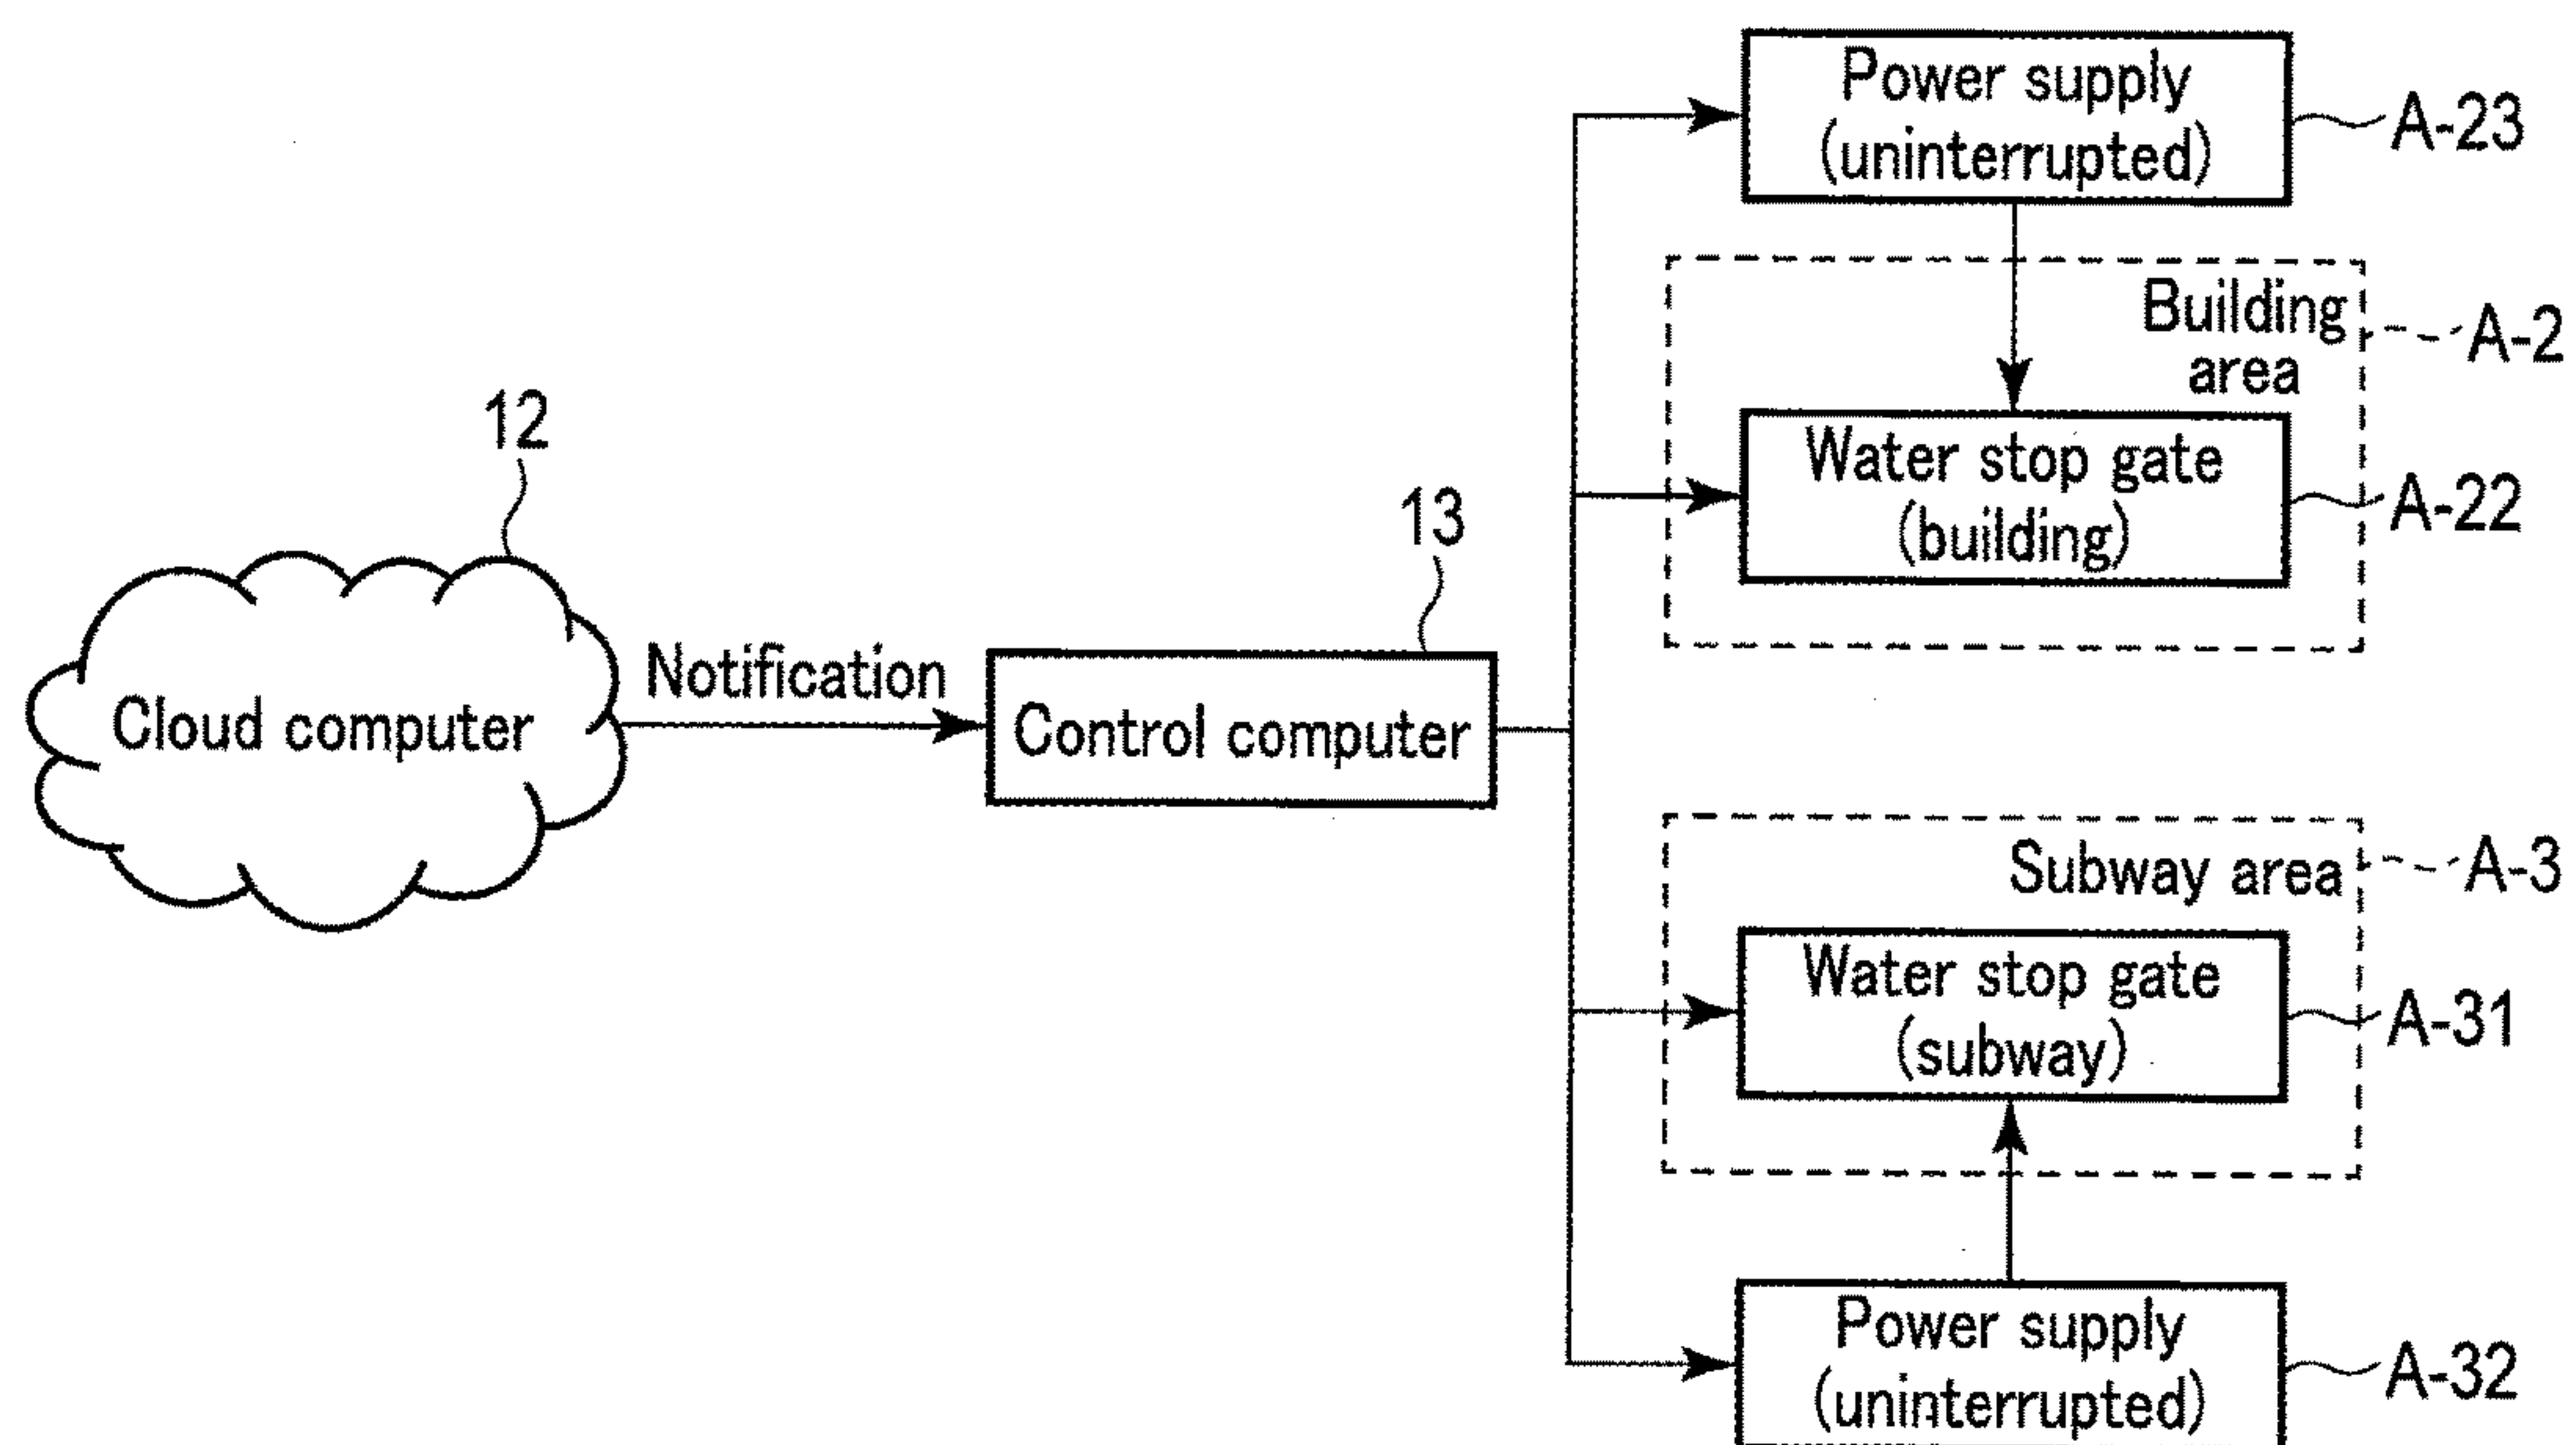 Power supply
(uninterrupted)
A-23
Building
area
A-2
12
Water stop gate
(building)
A-22
13
Notification
Cloud computer
Control computer
Subway area
A-3
Water stop gate
(subway)
A-31
Power supply
(uninterrupted)
A-32